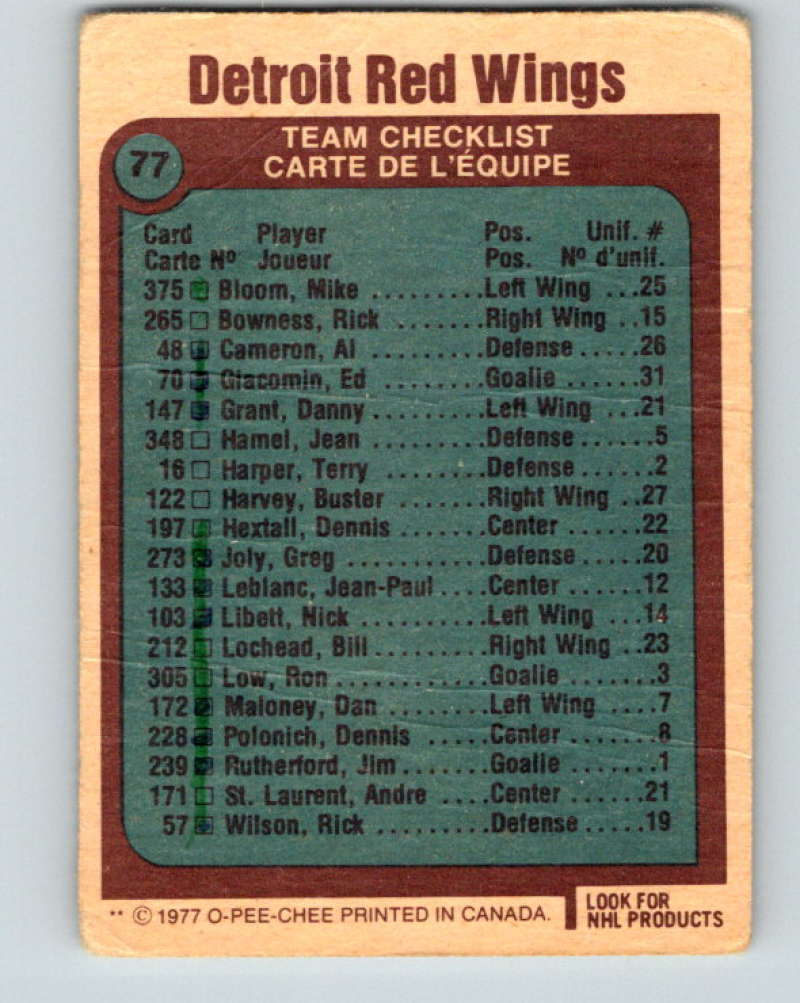 Detroit Red Wings
77
TEAM CHECKLIST
CARTE DE L'ÉQUIPE
Card Player Pos. Unif. #
Carte Nº Joueur Pos. Nº d'unif.
375 □ Bloom, Mike .........Left Wing ...25
265 □ Bowness, Rick .......Right Wing ..15
48 □ Cameron, Al .........Defense.....26
70 □ Giacomin, Ed ........Goalie ......31
147 □ Grant, Danny.........Left Wing ...21
348 □ Hamel, Jean .........Defense......5
16 □ Harper, Terry ........Defense......2
122 □ Harvey, Buster .......Right Wing ..27
197 □ Hextall, Dennis .......Center ......22
273 □ Joly, Greg ...........Defense.....20
133 □ Leblanc, Jean-Paul....Center ......12
103 □ Libett, Nick ..........Left Wing ...14
212 □ Lochead, Bill .........Right Wing ..23
305 □ Low, Ron ............Goalie .......3
172 □ Maloney, Dan ........Left Wing ....7
228 □ Polonich, Dennis .....Center .......8
239 □ Rutherford, Jim.......Goalie .......1
171 □ St. Laurent, Andre ....Center ......21
57 □ Wilson, Rick .........Defense.....19
** © 1977 O-PEE-CHEE PRINTED IN CANADA.
LOOK FOR
NHL PRODUCTS